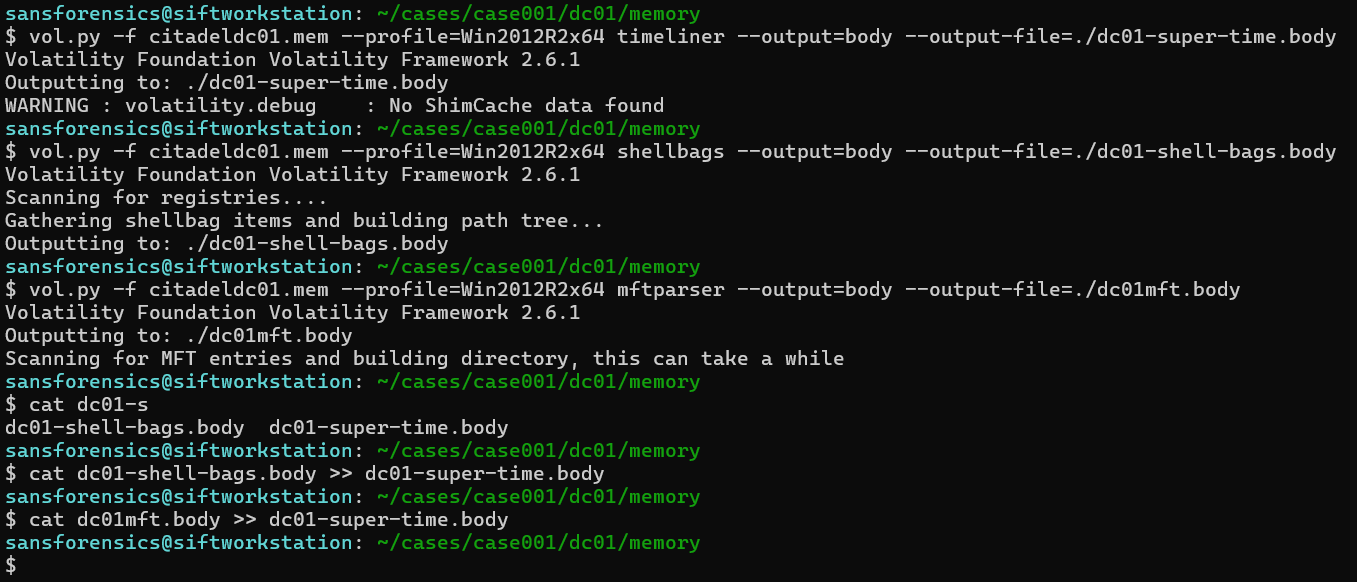 sansforensics@siftworkstation: ~/cases/case001/dc01/memory
$ vol.py -f citadeldc01.mem --profile=Win2012R2x64 timeliner --output=body --output-file=./dc01-super-time.body
Volatility Foundation Volatility Framework 2.6.1
Outputting to: ./dc01-super-time.body
WARNING : volatility.debug    : No ShimCache data found
sansforensics@siftworkstation: ~/cases/case001/dc01/memory
$ vol.py -f citadeldc01.mem --profile=Win2012R2x64 shellbags --output=body --output-file=./dc01-shell-bags.body
Volatility Foundation Volatility Framework 2.6.1
Scanning for registries....
Gathering shellbag items and building path tree...
Outputting to: ./dc01-shell-bags.body
sansforensics@siftworkstation: ~/cases/case001/dc01/memory
$ vol.py -f citadeldc01.mem --profile=Win2012R2x64 mftparser --output=body --output-file=./dc01mft.body
Volatility Foundation Volatility Framework 2.6.1
Outputting to: ./dc01mft.body
Scanning for MFT entries and building directory, this can take a while
sansforensics@siftworkstation: ~/cases/case001/dc01/memory
$ cat dc01-s
dc01-shell-bags.body  dc01-super-time.body
sansforensics@siftworkstation: ~/cases/case001/dc01/memory
$ cat dc01-shell-bags.body >> dc01-super-time.body
sansforensics@siftworkstation: ~/cases/case001/dc01/memory
$ cat dc01mft.body >> dc01-super-time.body
sansforensics@siftworkstation: ~/cases/case001/dc01/memory
$